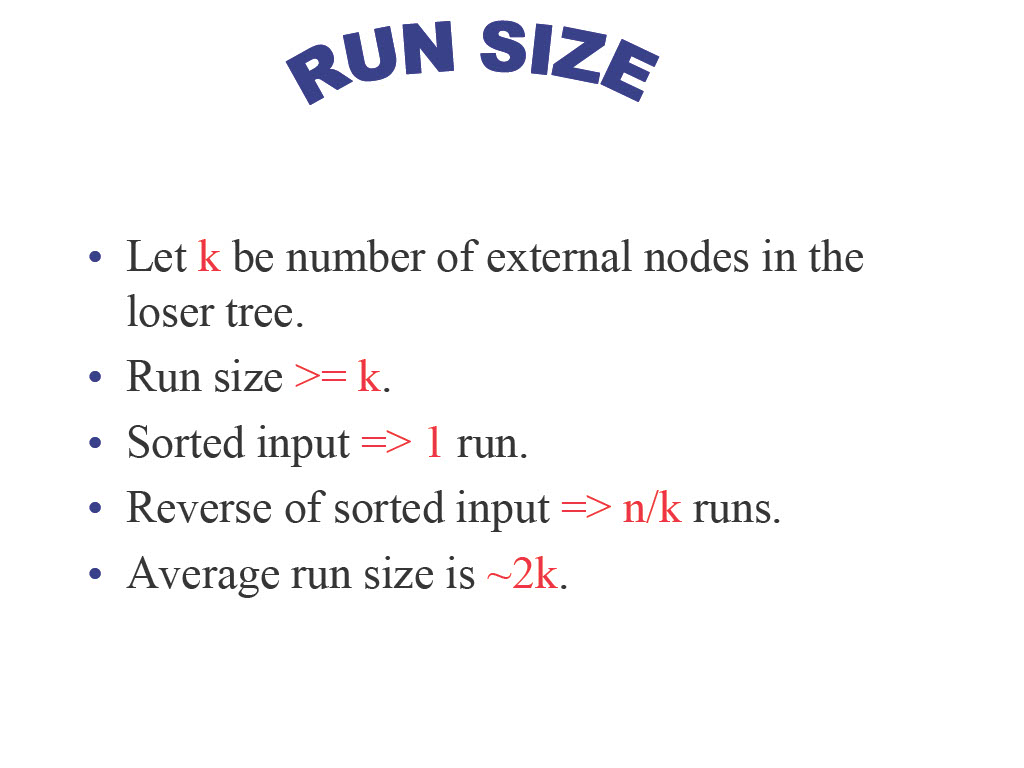 RUN SIZE
• Let k be number of external nodes in the
loser tree.
• Run size >= k.
• Sorted input => 1 run.
• Reverse of sorted input => n/k runs.
• Average run size is ~2k.